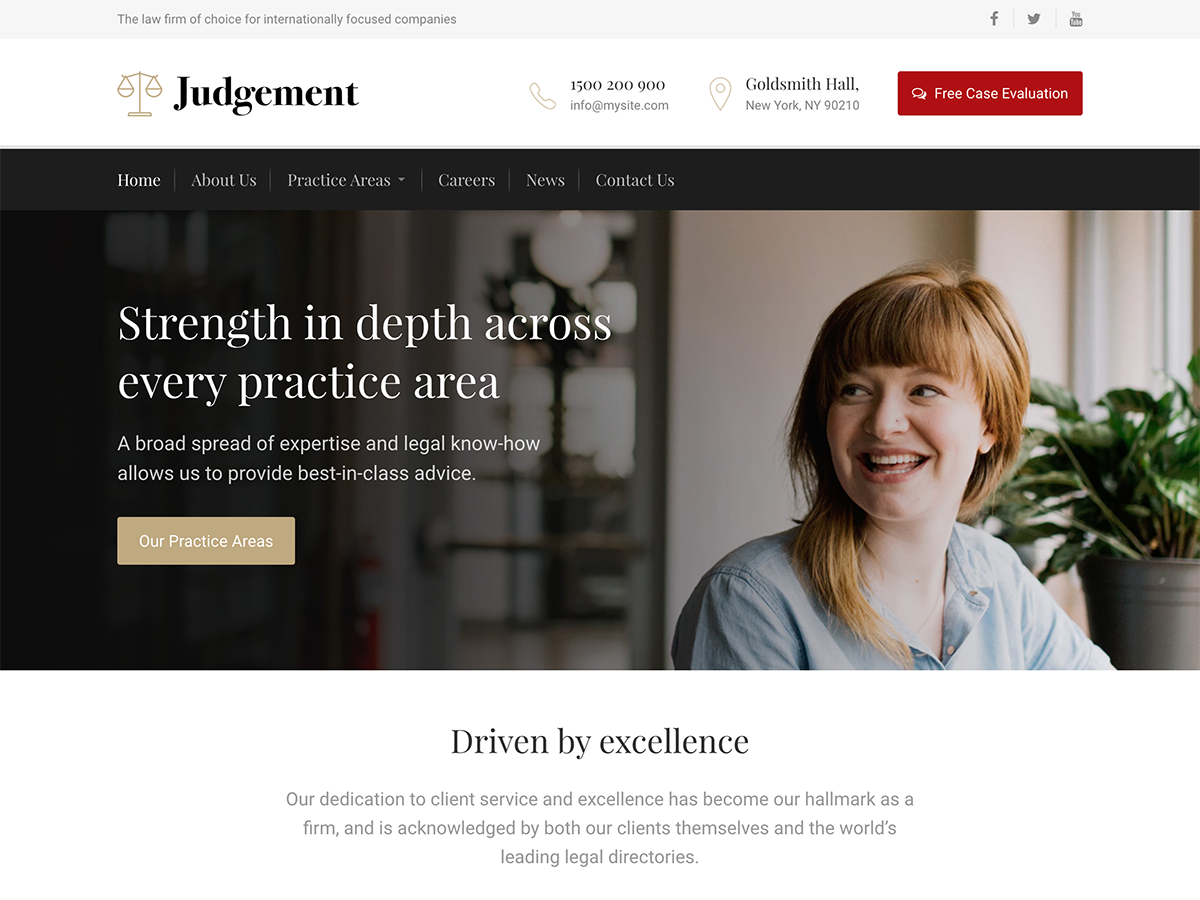 The law firm of choice for internationally focused companies
You
Tube
Judgement
1500 200 900
info@mysite.com
Goldsmith Hall,
New York, NY 90210
Free Case Evaluation
Home
About Us
Practice Areas
Careers
News
Contact Us
Strength in depth across
every practice area
A broad spread of expertise and legal know-how
allows us to provide best-in-class advice.
Our Practice Areas
Driven by excellence
Our dedication to client service and excellence has become our hallmark as a
firm, and is acknowledged by both our clients themselves and the world’s
leading legal directories.